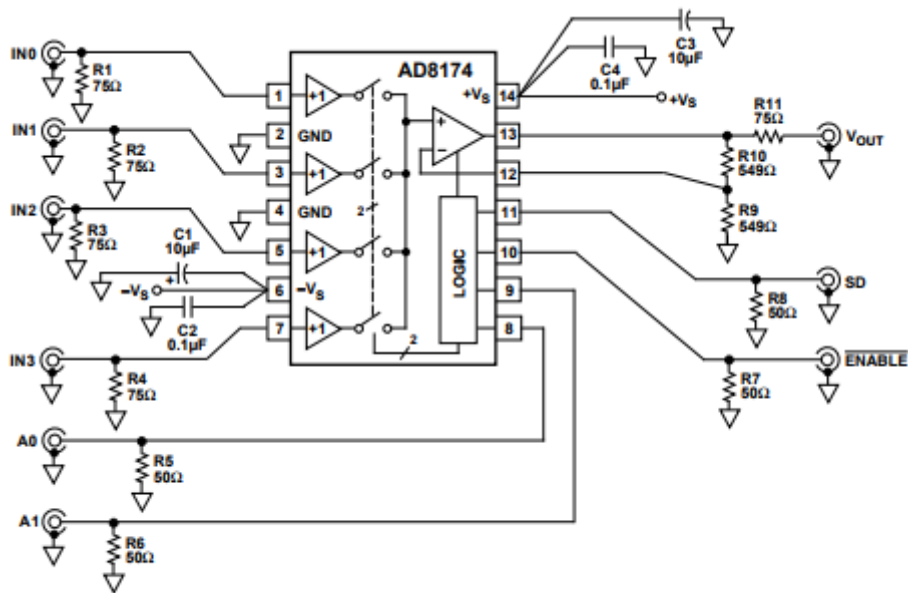 IN0
R1
75Ω
IN1
R2
75Ω
IN2
R3
75Ω
C1
10µF
+
–VS
C2
0.1µF
IN3
R4
75Ω
A0
R5
50Ω
A1
R6
50Ω
AD8174
1
+1
2
GND
3
+1
4
GND
2
5
+1
6
–VS
7
+1
2
LOGIC
+
–
+VS
14
13
12
11
10
9
8
C3
10µF
C4
0.1µF
+VS
R11
75Ω
VOUT
R10
549Ω
R9
549Ω
SD
R8
50Ω
ENABLE
R7
50Ω